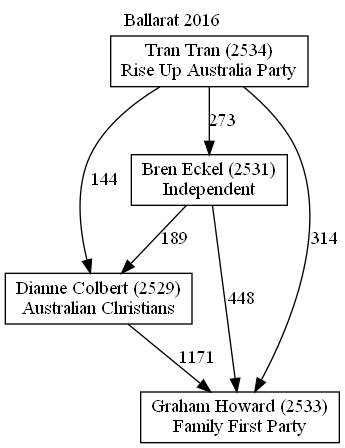 Ballarat 2016
Tran Tran (2534)
Rise Up Australia Party
273
Bren Eckel (2531)
Independent
144
189
314
448
Dianne Colbert (2529)
Australian Christians
1171
Graham Howard (2533)
Family First Party